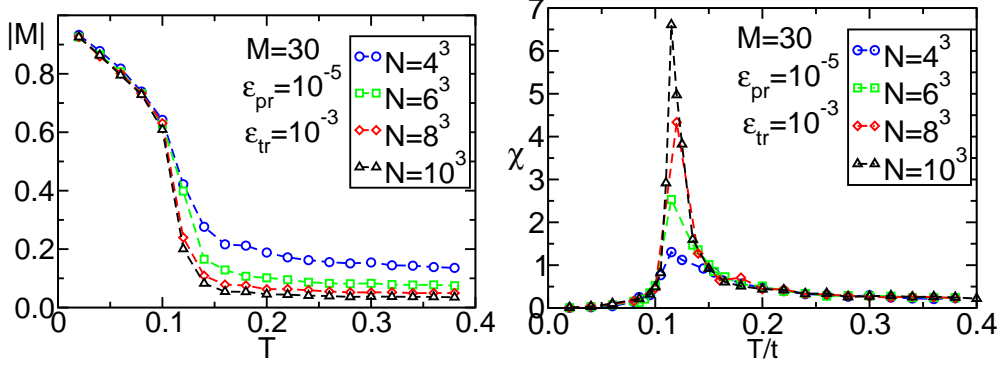 |M|
0.8
0.6
0.4
0.2
0.0
0.0
0.1
0.2
0.3
0.4
T
M=30
ε_pr=10^-5
ε_tr=10^-3
N=4^3
N=6^3
N=8^3
N=10^3
χ
7
6
5
4
3
2
1
0
0.0
0.1
0.2
0.3
0.4
T/t
M=30
ε_pr=10^-5
ε_tr=10^-3
N=4^3
N=6^3
N=8^3
N=10^3